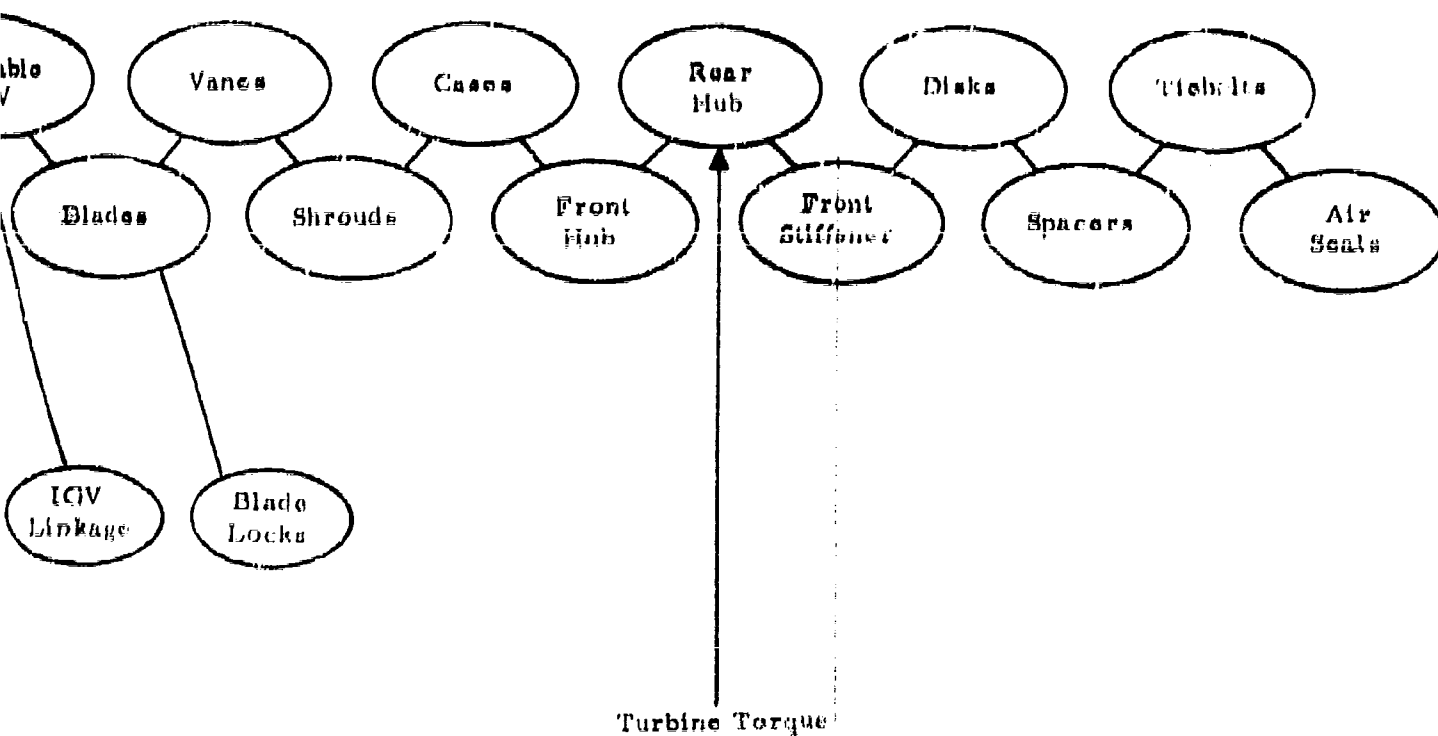 Vanes
Cases
Rear
Hub
Disks
Tiebolts
Blades
Shrouds
Front
Hub
Front
Stiffener
Spacers
Air
Seals
IGV
Linkage
Blade
Locks
Turbine Torque